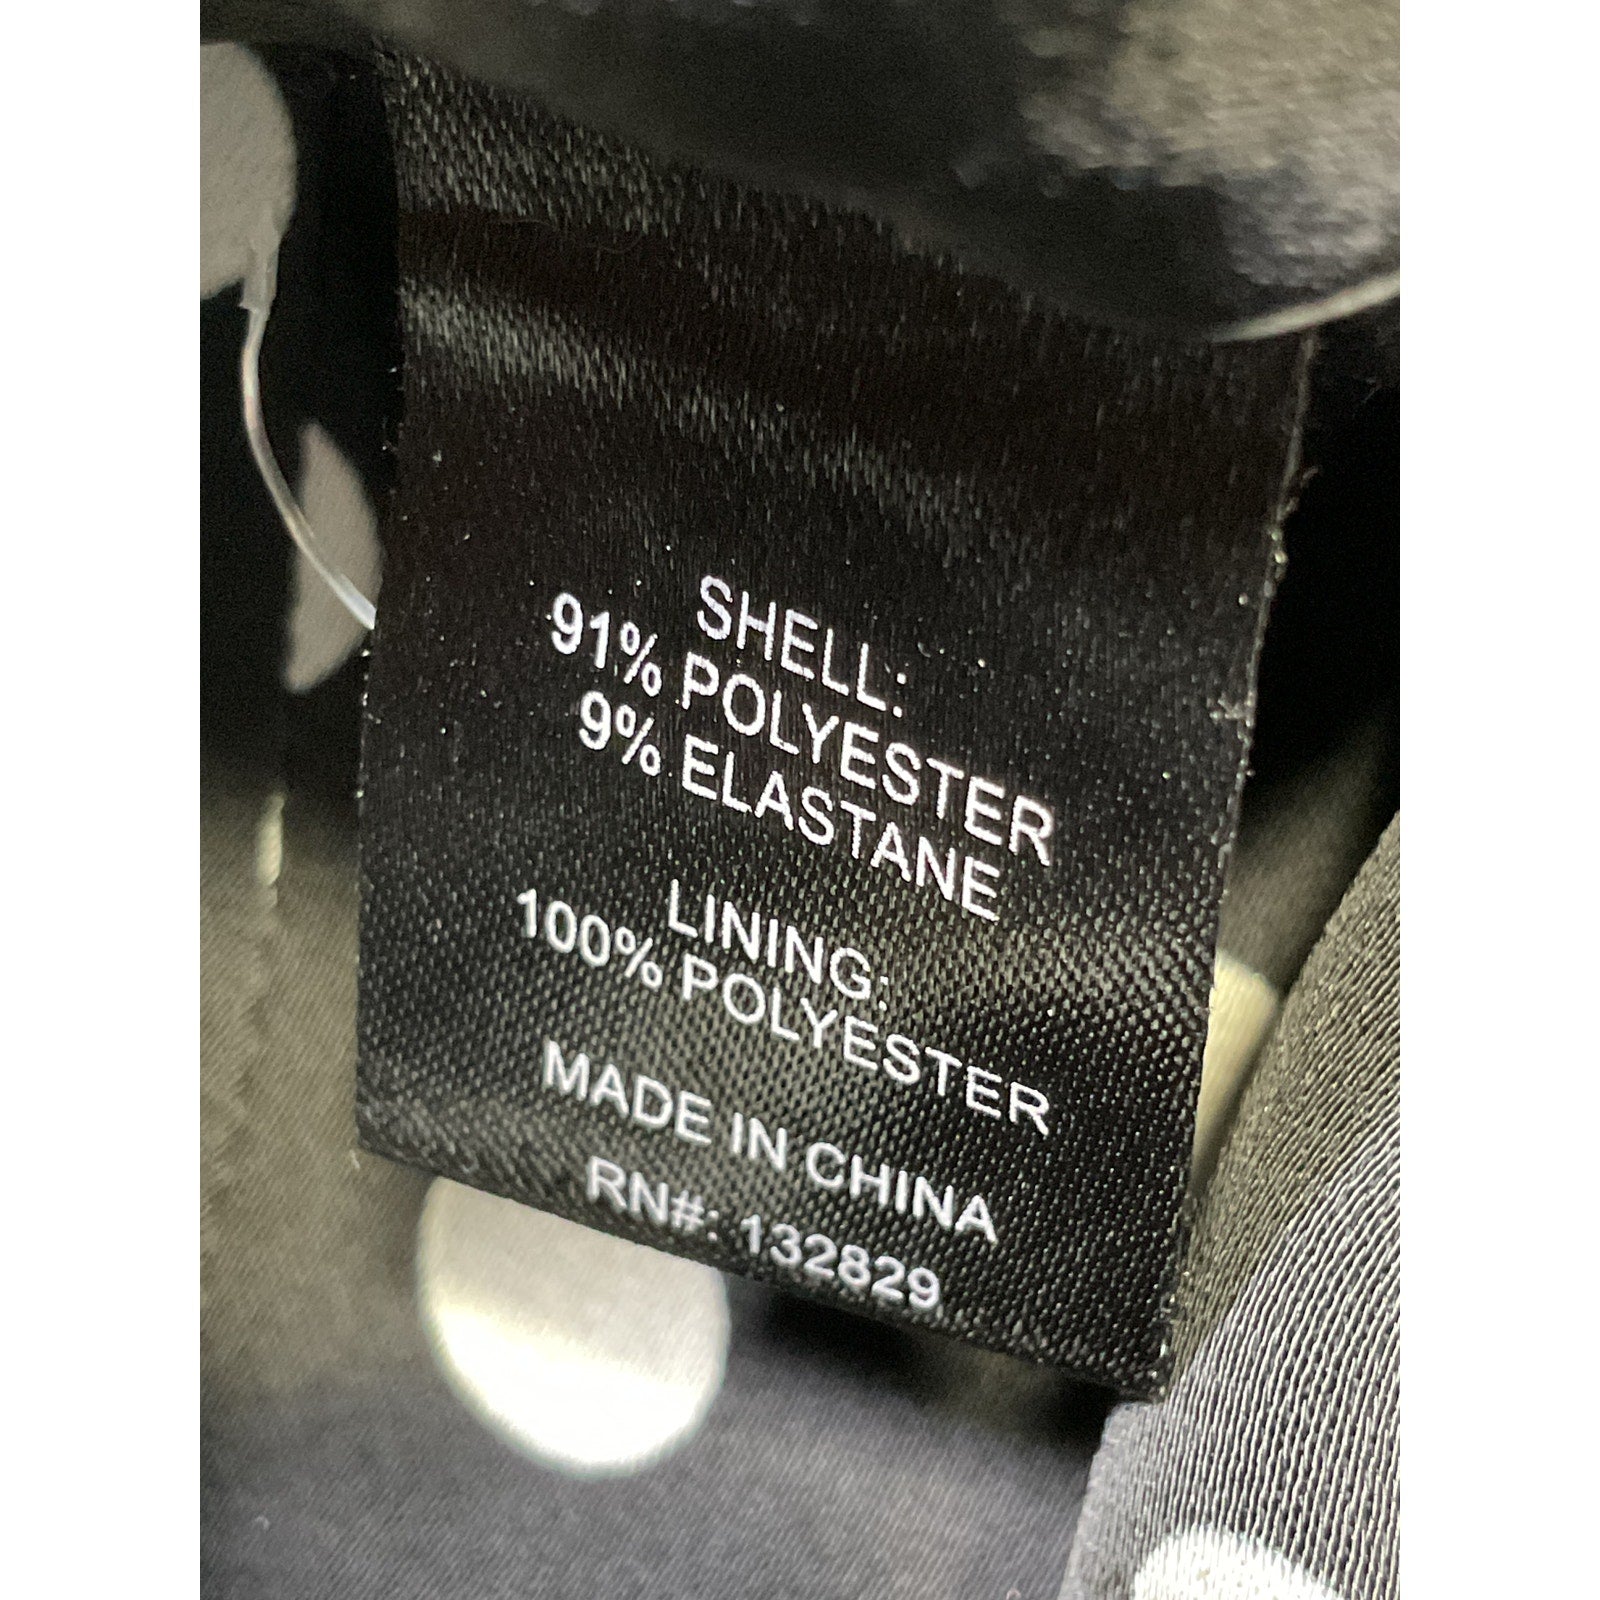 SHELL:
91% POLYESTER
9% ELASTANE
LINING:
100% POLYESTER
MADE IN CHINA
RN#: 132829